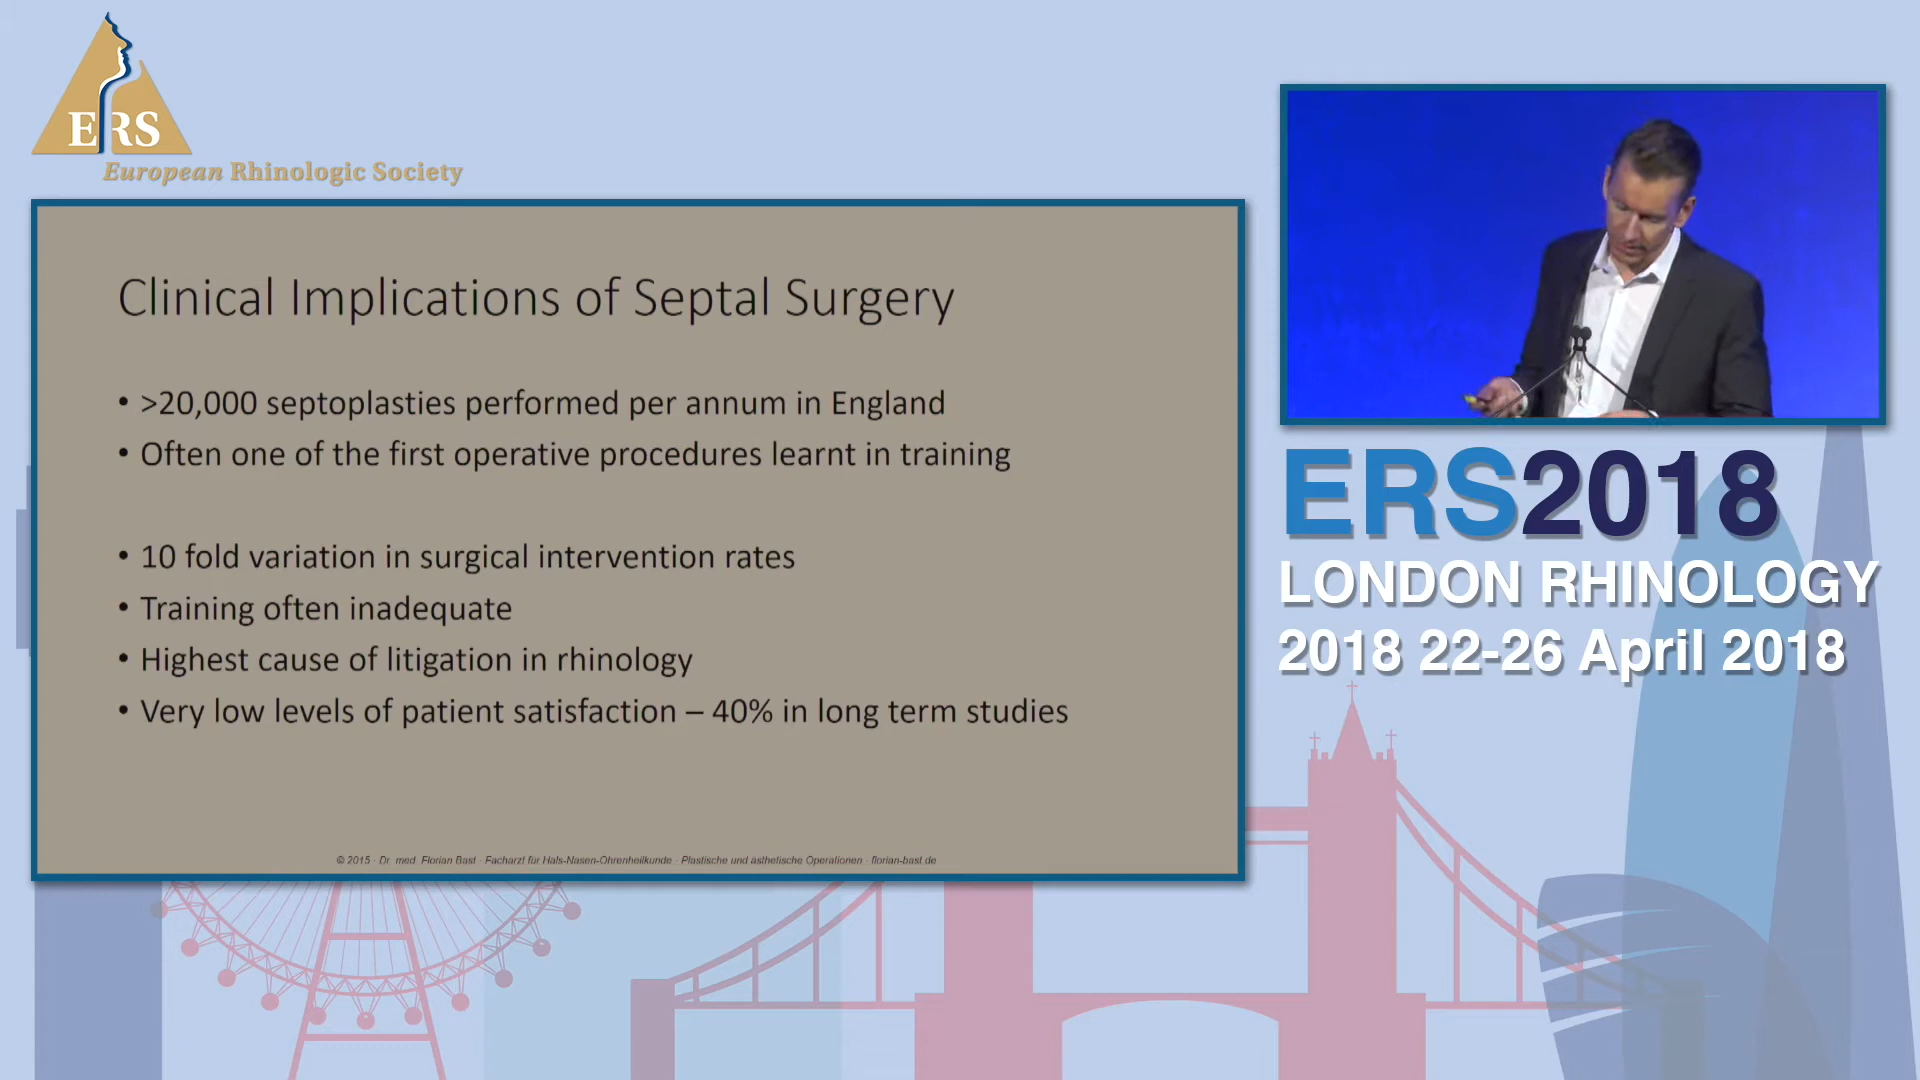 ERS
European Rhinologic Society
Clinical Implications of Septal Surgery
• >20,000 septoplasties performed per annum in England
• Often one of the first operative procedures learnt in training
• 10 fold variation in surgical intervention rates
• Training often inadequate
• Highest cause of litigation in rhinology
• Very low levels of patient satisfaction – 40% in long term studies
© 2015 · Dr. med. Florian Bast · Facharzt für Hals-Nasen-Ohrenheilkunde · Plastische und ästhetische Operationen · florian-bast.de
ERS2018
LONDON RHINOLOGY
2018 22-26 April 2018